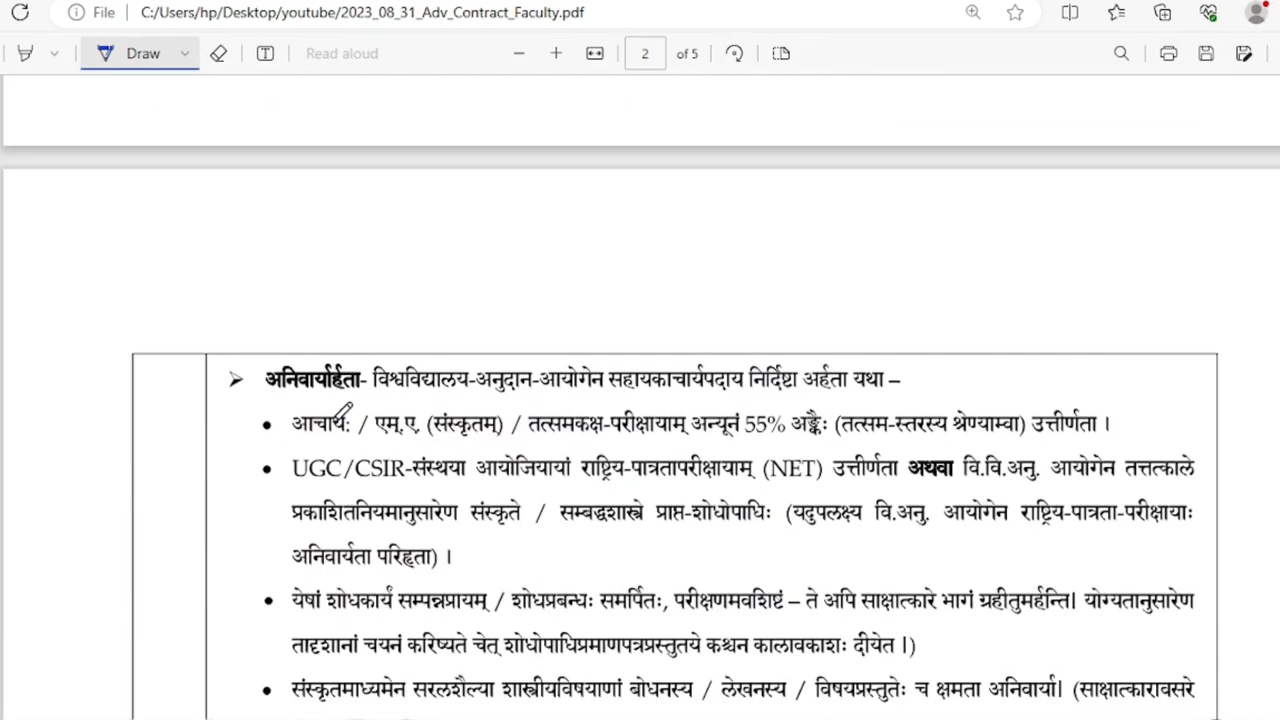 File C:/Users/hp/Desktop/youtube/2023_08_31_Adv_Contract_Faculty.pdf
Draw Read aloud 2 of 5
अनिवार्यार्हता- विश्वविद्यालय-अनुदान-आयोगेन सहायकाचार्यपदाय निर्दिष्टा अर्हता यथा –
• आचार्य: / एम्.ए. (संस्कृतम्) / तत्समकक्ष-परीक्षायाम् अन्यूनं 55% अङ्कैः (तत्सम-स्तरस्य श्रेण्याम्वा) उत्तीर्णता ।
• UGC/CSIR-संस्थया आयोजियायां राष्ट्रिय-पात्रतापरीक्षायाम् (NET) उत्तीर्णता अथवा वि.वि.अनु. आयोगेन तत्तत्काले
प्रकाशितनियमानुसारेण संस्कृते / सम्बद्धशास्त्रे प्राप्त-शोधोपाधिः (यदुपलक्ष्य वि.अनु. आयोगेन राष्ट्रिय-पात्रता-परीक्षायाः
अनिवार्यता परिहृता) ।
• येषां शोधकार्यं सम्पन्नप्रायम् / शोधप्रबन्धः समर्पितः, परीक्षणमवशिष्टं – ते अपि साक्षात्कारे भागं ग्रहीतुमर्हन्ति। योग्यतानुसारेण
तादृशानां चयनं करिष्यते चेत् शोधोपाधिप्रमाणपत्रप्रस्तुतये कश्चन कालावकाशः दीयेत ।)
• संस्कृतमाध्यमेन सरलशैल्या शास्त्रीयविषयाणां बोधनस्य / लेखनस्य / विषयप्रस्तुतेः च क्षमता अनिवार्या। (साक्षात्कारावसरे